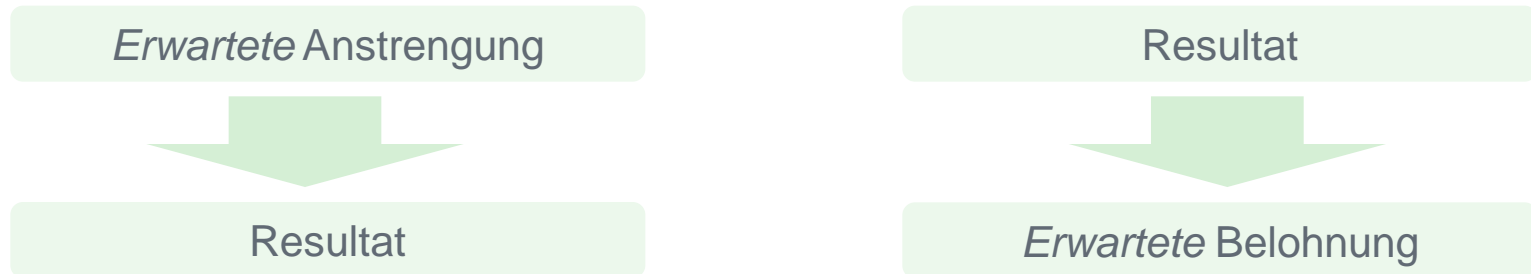 Erwartete Anstrengung
Resultat
Resultat
Erwartete Belohnung